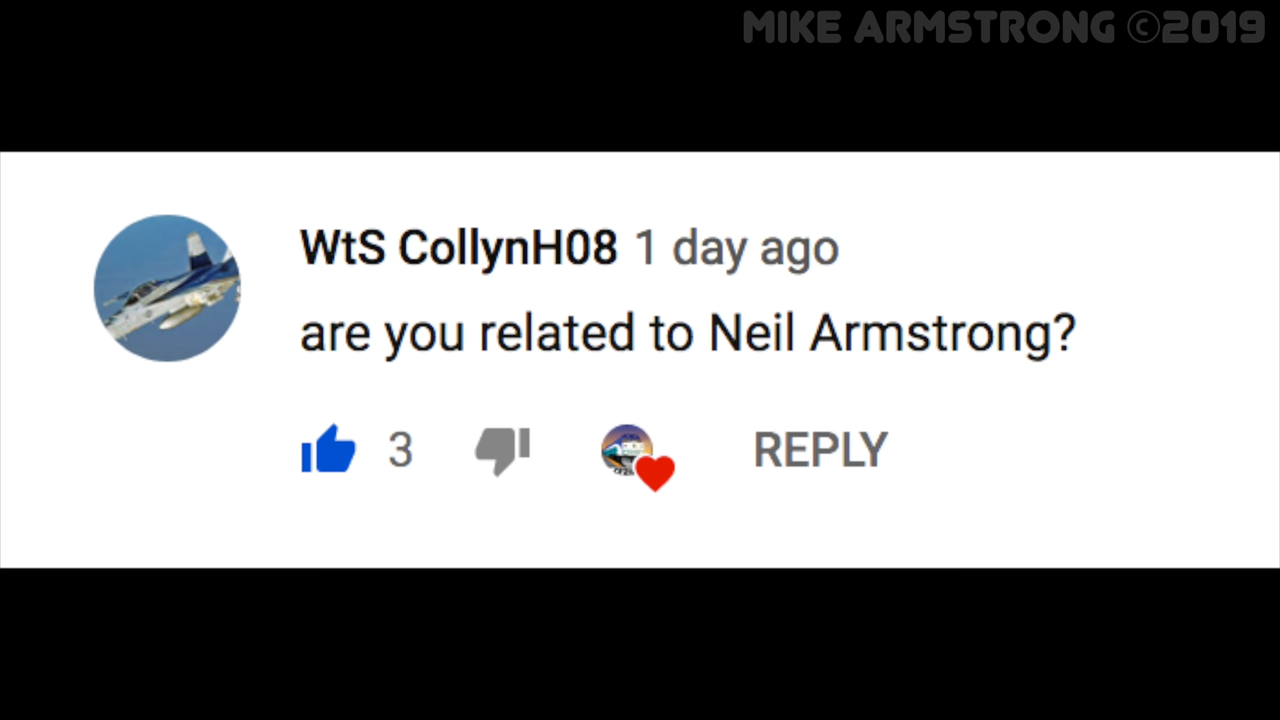 MIKE ARMSTRONG ©2019
WtS CollynH08 1 day ago
are you related to Neil Armstrong?
3 REPLY